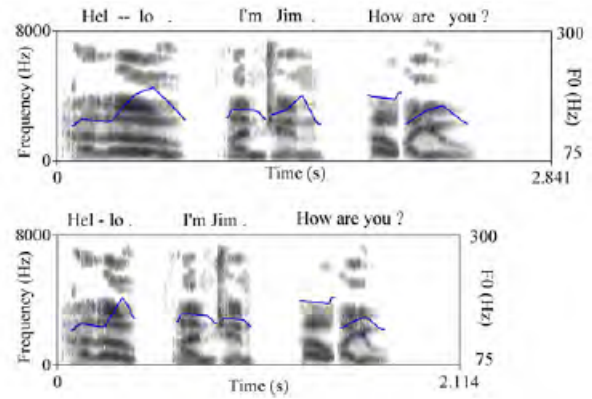 Hel -- lo . I'm Jim . How are you ?
8000 300
Frequency (Hz) F0 (Hz)
0 75
0 Time (s) 2.841
Hel - lo . I'm Jim . How are you ?
8000 300
Frequency (Hz) F0 (Hz)
0 75
0 Time (s) 2.114